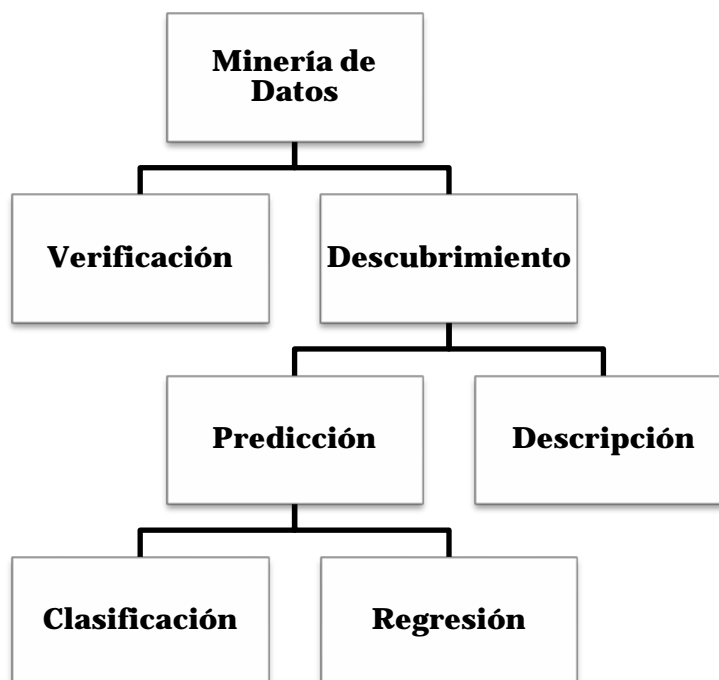 Minería de
Datos
Verificación
Descubrimiento
Predicción
Descripción
Clasificación
Regresión